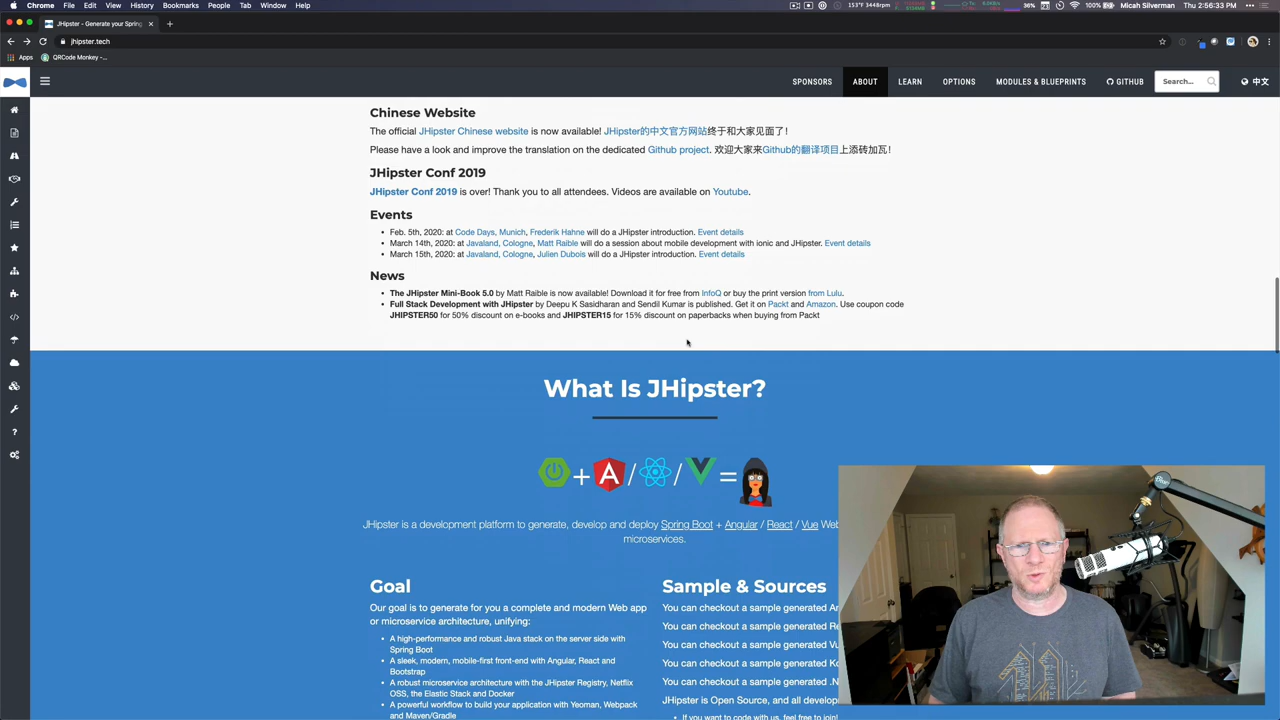 Chrome File Edit View History Bookmarks People Tab Window Help
153°F 3448rpm
36%
100%
Micah Silverman
Thu 2:56:33 PM
JHipster - Generate your Spring
jhipster.tech
Apps QRCode Monkey -...
SPONSORS ABOUT LEARN OPTIONS MODULES & BLUEPRINTS GITHUB Search... 中文
Chinese Website
The official JHipster Chinese website is now available! JHipster的中文官方网站终于和大家见面了!
Please have a look and improve the translation on the dedicated Github project. 欢迎大家来Github的翻译项目上添砖加瓦!
JHipster Conf 2019
JHipster Conf 2019 is over! Thank you to all attendees. Videos are available on Youtube.
Events
Feb. 5th, 2020: at Code Days, Munich, Frederik Hahne will do a JHipster introduction. Event details
March 14th, 2020: at Javaland, Cologne, Matt Raible will do a session about mobile development with ionic and JHipster. Event details
March 15th, 2020: at Javaland, Cologne, Julien Dubois will do a JHipster introduction. Event details
News
The JHipster Mini-Book 5.0 by Matt Raible is now available! Download it for free from InfoQ or buy the print version from Lulu.
Full Stack Development with JHipster by Deepu K Sasidharan and Sendil Kumar is published. Get it on Packt and Amazon. Use coupon code
JHIPSTER50 for 50% discount on e-books and JHIPSTER15 for 15% discount on paperbacks when buying from Packt
What Is JHipster?
+ A / / =
JHipster is a development platform to generate, develop and deploy Spring Boot + Angular / React / Vue Web
microservices.
Goal
Our goal is to generate for you a complete and modern Web app
or microservice architecture, unifying:
A high-performance and robust Java stack on the server side with
Spring Boot
A sleek, modern, mobile-first front-end with Angular, React and
Bootstrap
A robust microservice architecture with the JHipster Registry, Netflix
OSS, the Elastic Stack and Docker
A powerful workflow to build your application with Yeoman, Webpack
and Maven/Gradle
Sample & Sources
You can checkout a sample generated An
You can checkout a sample generated Re
You can checkout a sample generated Vu
You can checkout a sample generated Ko
You can checkout a sample generated .N
JHipster is Open Source, and all develop
If you want to code with us, feel free to join!
Blue